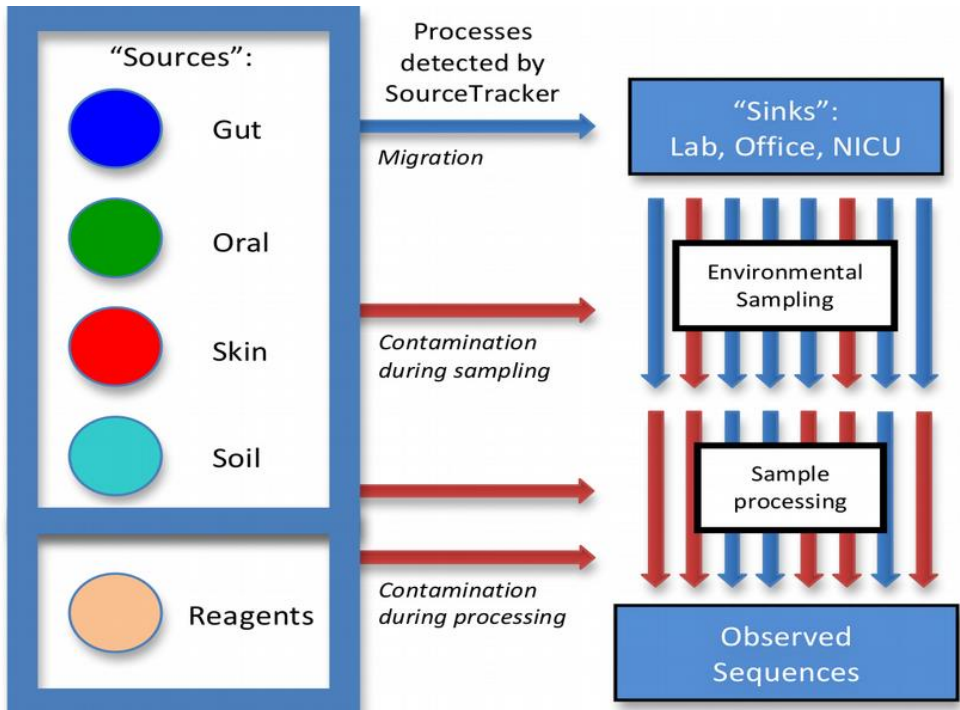 “Sources”:
Gut
Oral
Skin
Soil
Reagents
Processes
detected by
SourceTracker
Migration
Contamination
during sampling
Contamination
during processing
“Sinks”:
Lab, Office, NICU
Environmental
Sampling
Sample
processing
Observed
Sequences